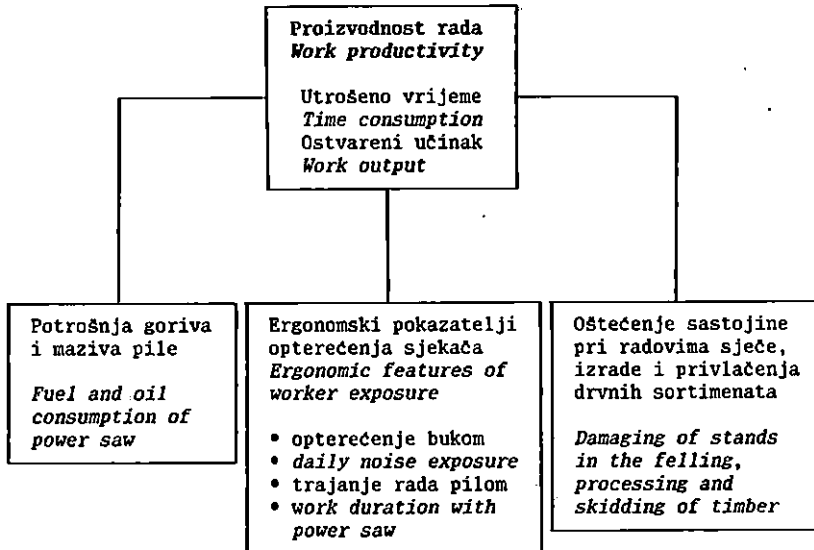 Proizvodnost rada
Work productivity
Utrošeno vrijeme
Time consumption
Ostvareni učinak
Work output
Potrošnja goriva
i maziva pile
Fuel and oil
consumption of
power saw
Ergonomski pokazatelji
opterećenja sjekača
Ergonomic features of
worker exposure
• opterećenje bukom
• daily noise exposure
• trajanje rada pilom
• work duration with
power saw
Oštećenje sastojine
pri radovima sječe,
izrade i privlačenja
drvnih sortimenata
Damaging of stands
in the felling,
processing and
skidding of timber